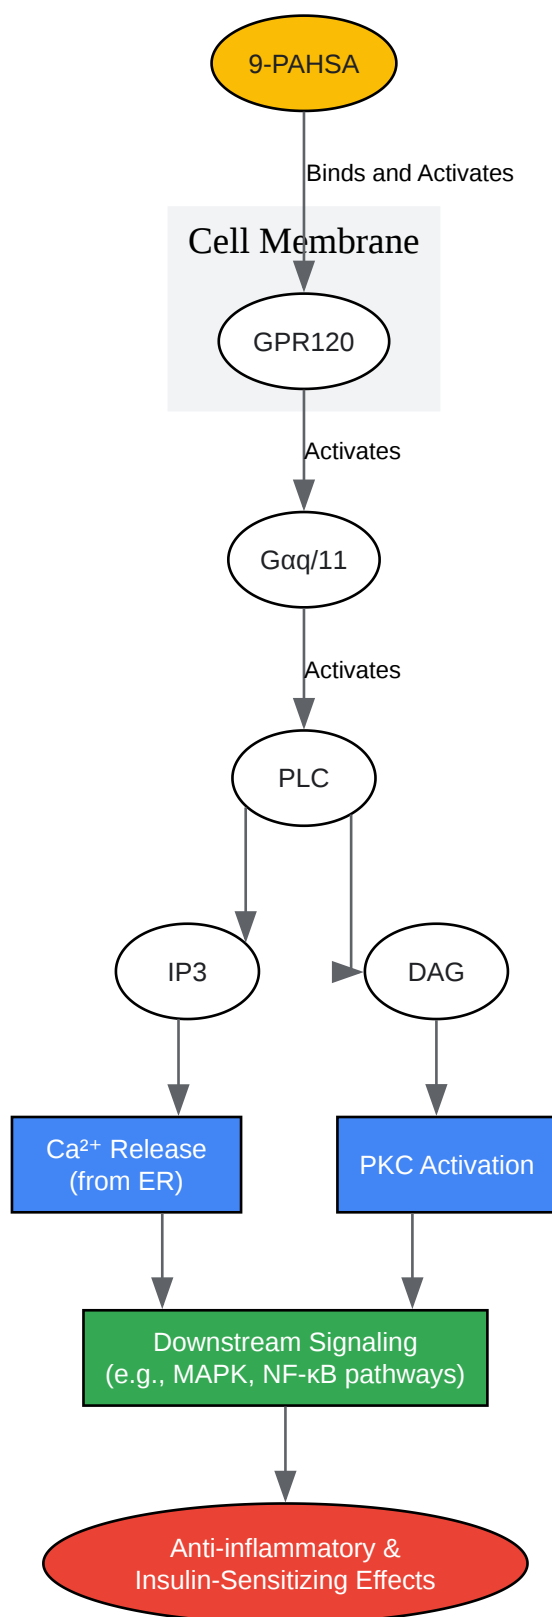 9-PAHSA
Binds and Activates
Cell Membrane
GPR120
Activates
Gαq/11
Activates
PLC
IP3
DAG
Ca²⁺ Release
(from ER)
PKC Activation
Downstream Signaling
(e.g., MAPK, NF-κB pathways)
Anti-inflammatory &
Insulin-Sensitizing Effects